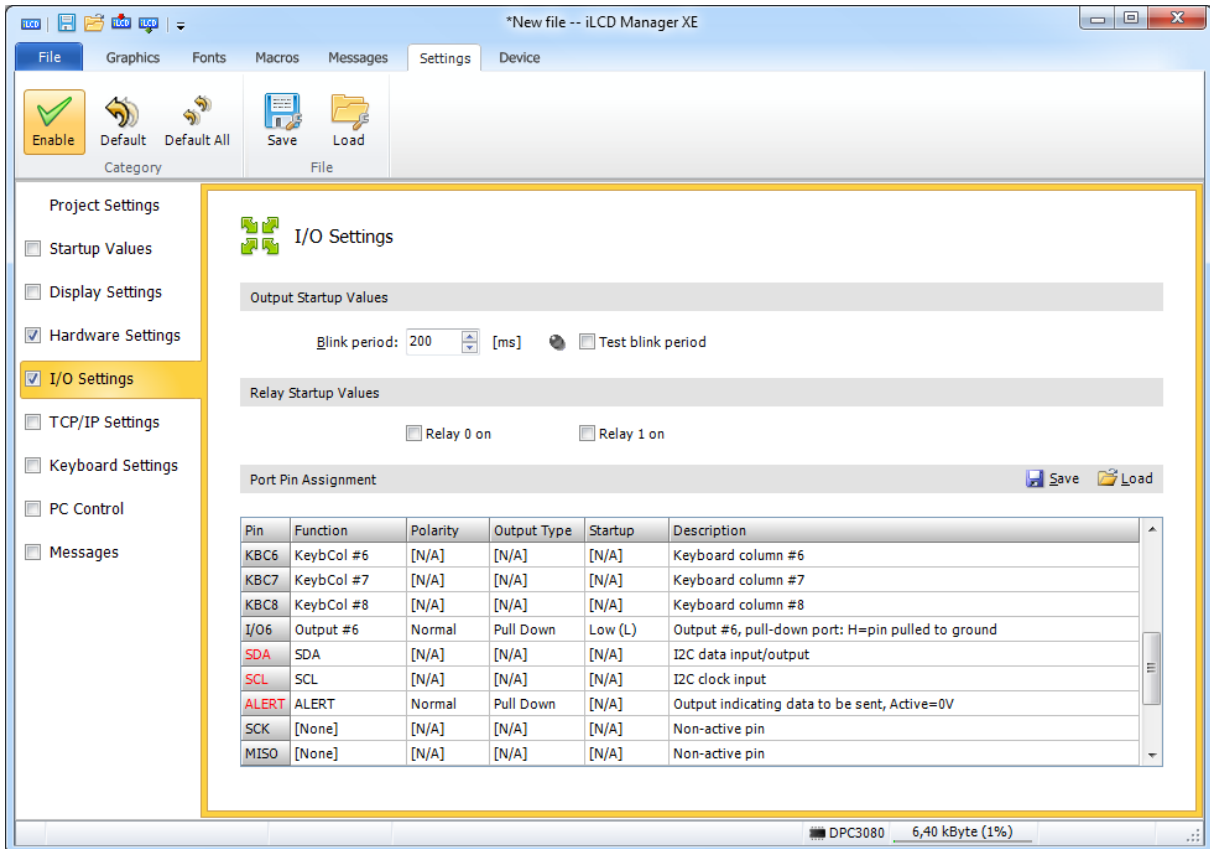 *New file -- iLCD Manager XE
File Graphics Fonts Macros Messages Settings Device
Enable Default Default All Save Load
Category File
Project Settings
Startup Values
Display Settings
Hardware Settings
I/O Settings
TCP/IP Settings
Keyboard Settings
PC Control
Messages
I/O Settings
Output Startup Values
Blink period: 200 [ms] Test blink period
Relay Startup Values
Relay 0 on Relay 1 on
Port Pin Assignment Save Load
Pin Function Polarity Output Type Startup Description
KBC6 KeybCol #6 [N/A] [N/A] [N/A] Keyboard column #6
KBC7 KeybCol #7 [N/A] [N/A] [N/A] Keyboard column #7
KBC8 KeybCol #8 [N/A] [N/A] [N/A] Keyboard column #8
I/O6 Output #6 Normal Pull Down Low (L) Output #6, pull-down port: H=pin pulled to ground
SDA SDA [N/A] [N/A] [N/A] I2C data input/output
SCL SCL [N/A] [N/A] [N/A] I2C clock input
ALERT ALERT Normal Pull Down [N/A] Output indicating data to be sent, Active=0V
SCK [None] [N/A] [N/A] [N/A] Non-active pin
MISO [None] [N/A] [N/A] [N/A] Non-active pin
DPC3080 6,40 kByte (1%)